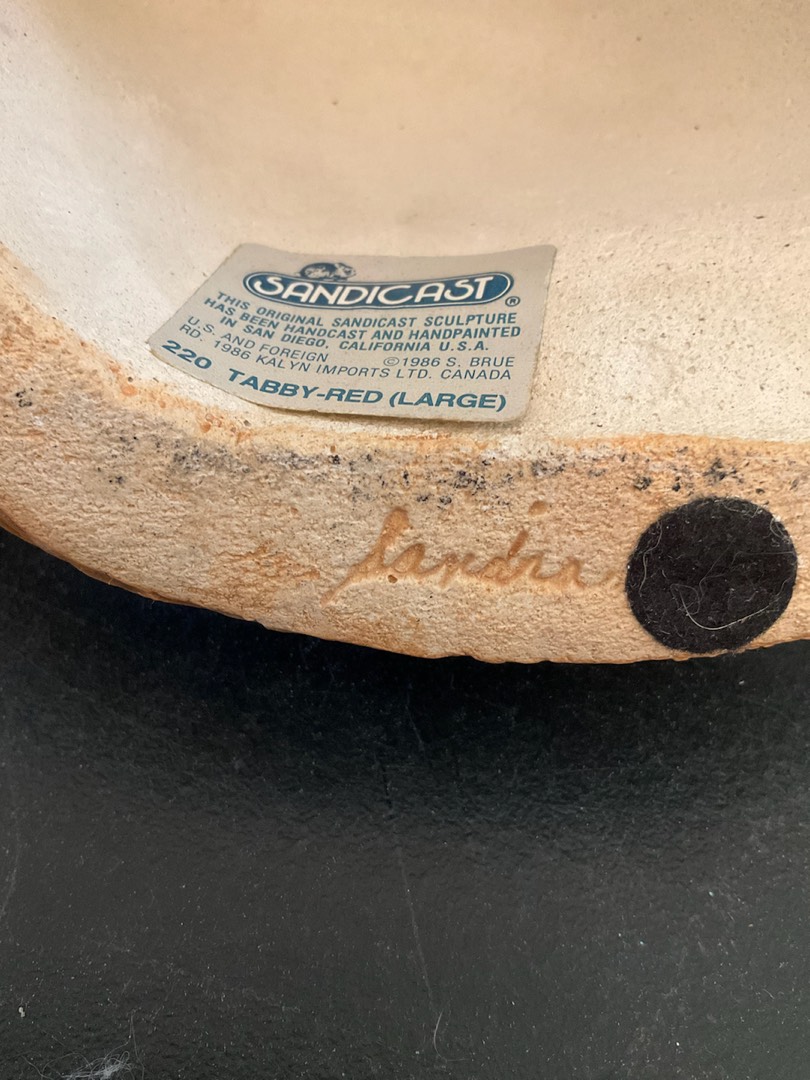 SANDICAST®
THIS ORIGINAL SANDICAST SCULPTURE
HAS BEEN HANDCAST AND HANDPAINTED
IN SAN DIEGO, CALIFORNIA U.S.A.
U.S. AND FOREIGN ©1986 S. BRUE
RD. 1986 KALYN IMPORTS LTD. CANADA
220 TABBY-RED (LARGE)
Sandra